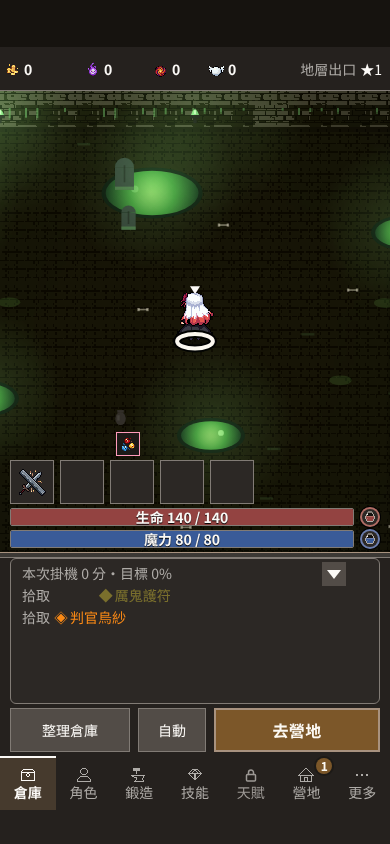 0 0 0 0 地層出口 ★1
生命 140 / 140
魔力 80 / 80
本次掛機 0 分・目標 0%
拾取 ◆厲鬼護符
拾取 ◈判官烏紗
整理倉庫 自動 去營地
1
倉庫 角色 鍛造 技能 天賦 營地 更多